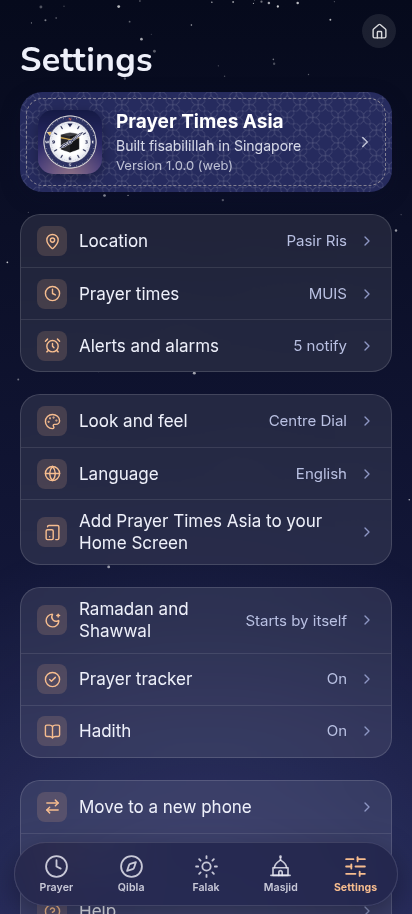 Settings
Prayer Times Asia
Built fisabilillah in Singapore
Version 1.0.0 (web)
Location
Pasir Ris
Prayer times
MUIS
Alerts and alarms
5 notify
Look and feel
Centre Dial
Language
English
Add Prayer Times Asia to your
Home Screen
Ramadan and
Shawwal
Starts by itself
Prayer tracker
On
Hadith
On
Move to a new phone
Help
Prayer
Qibla
Falak
Masjid
Settings